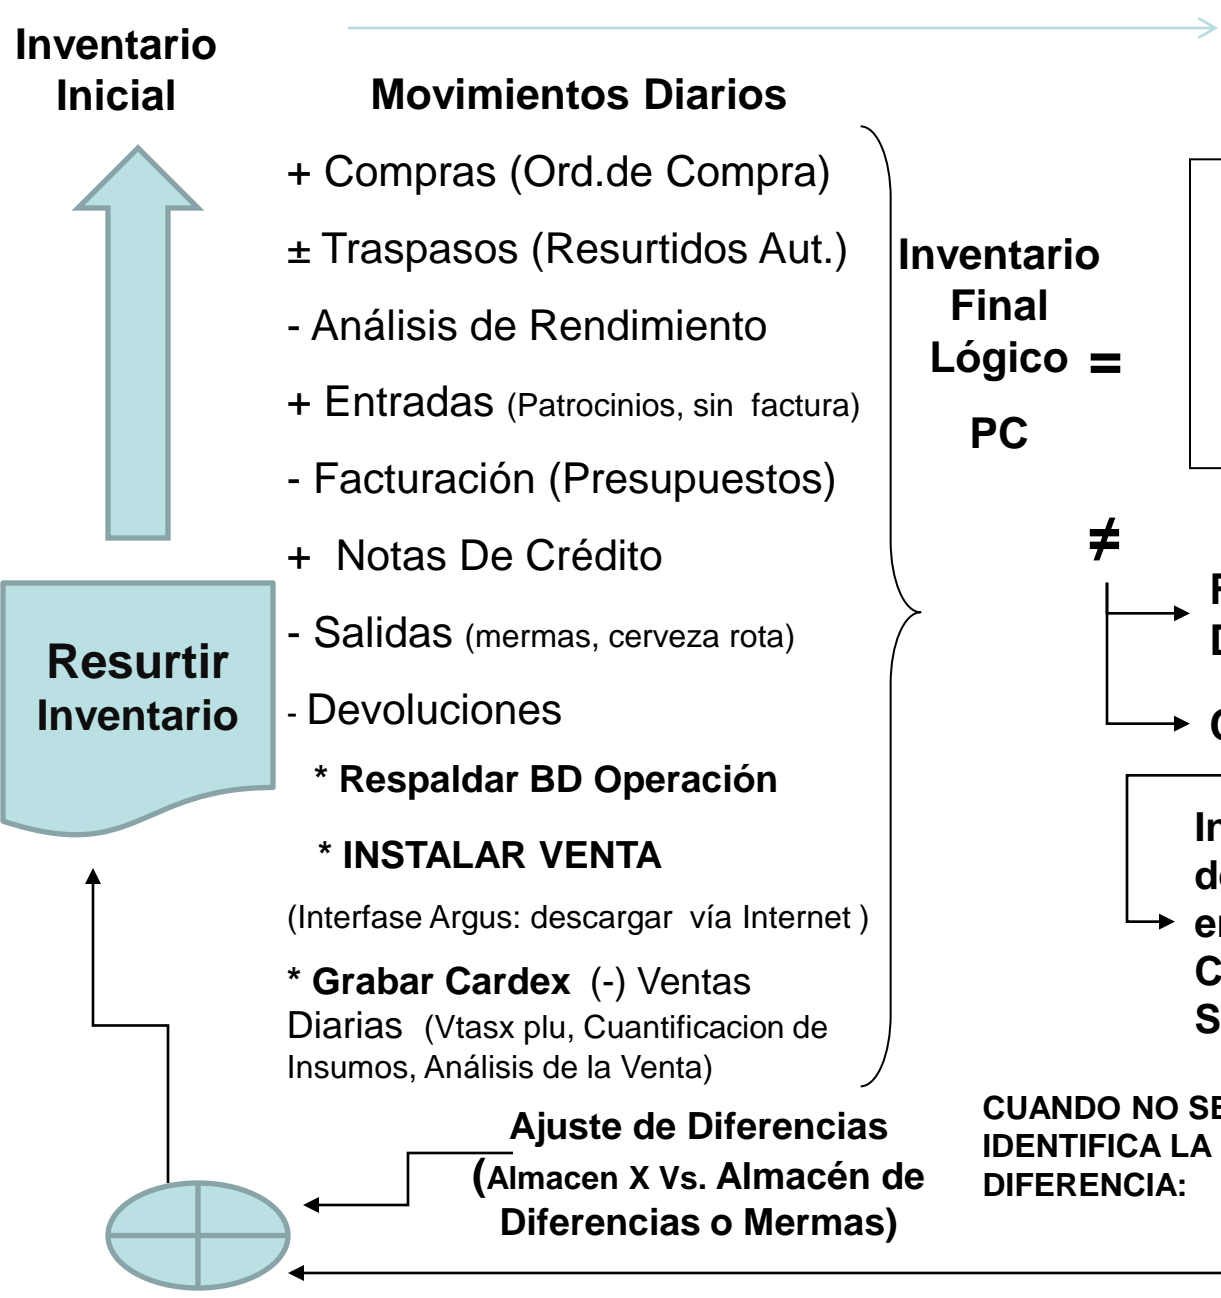 Inventario
Inicial
Movimientos Diarios
+ Compras (Ord.de Compra)
± Traspasos (Resurtidos Aut.)
- Análisis de Rendimiento
+ Entradas (Patrocinios, sin factura)
- Facturación (Presupuestos)
+ Notas De Crédito
- Salidas (mermas, cerveza rota)
- Devoluciones
* Respaldar BD Operación
* INSTALAR VENTA
(Interfase Argus: descargar vía Internet )
* Grabar Cardex (-) Ventas
Diarias (Vtasx plu, Cuantificacion de
Insumos, Análisis de la Venta)
Inventario
Final
Lógico =
PC
≠
Resurtir
Inventario
Ajuste de Diferencias
(Almacen X Vs. Almacén de
Diferencias o Mermas)
CUANDO NO SE
IDENTIFICA LA
DIFERENCIA: